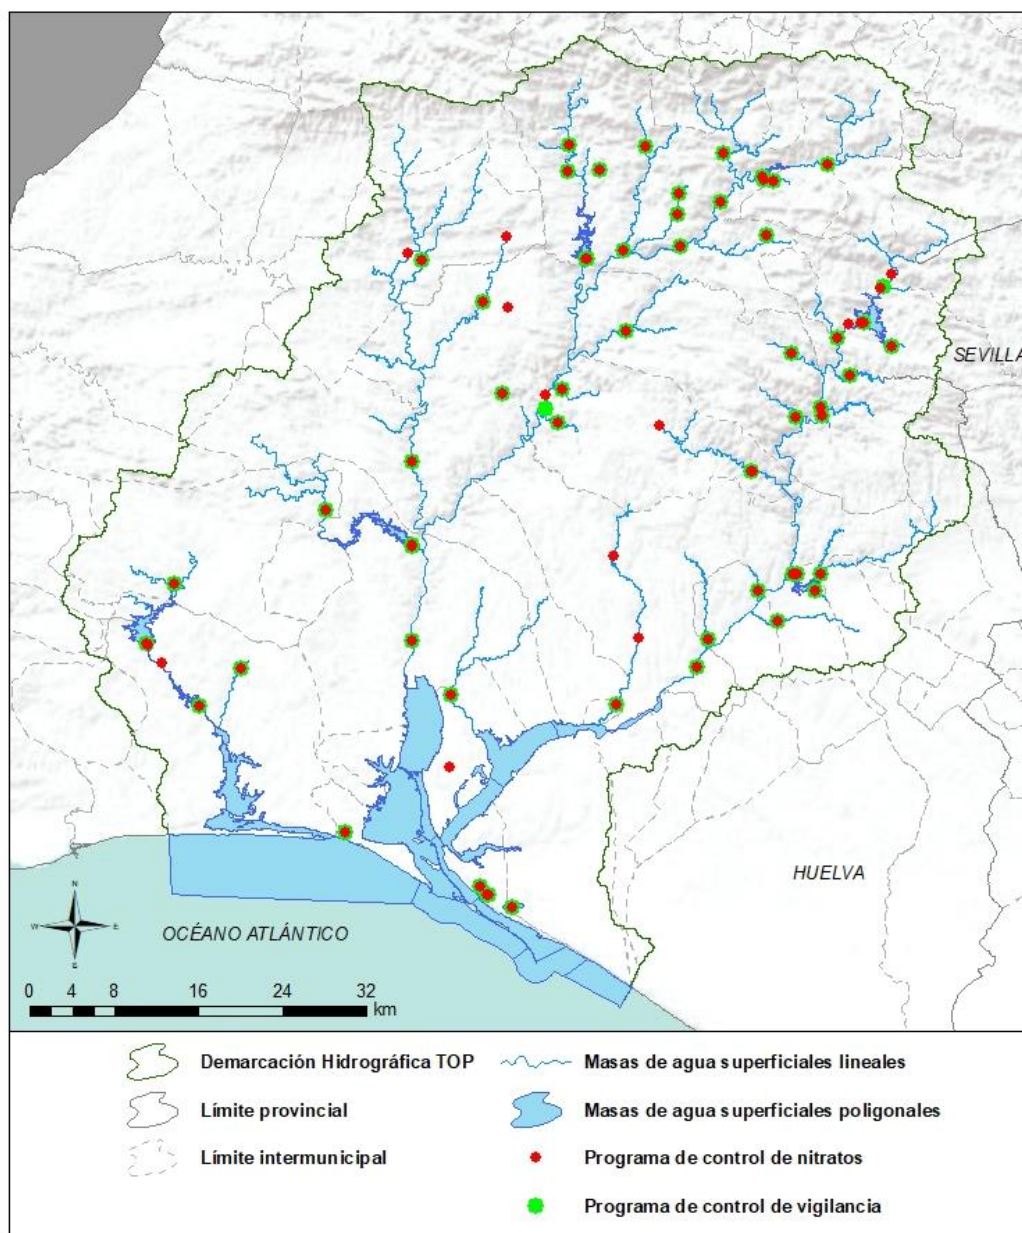 SEVILLA
HUELVA
OCÉANO ATLÁNTICO
N
W
E
S
0 4 8 16 24 32
km
Demarcación Hidrográfica TOP
Masas de agua superficiales lineales
Límite provincial
Masas de agua superficiales poligonales
Límite intermunicipal
Programa de control de nitratos
Programa de control de vigilancia